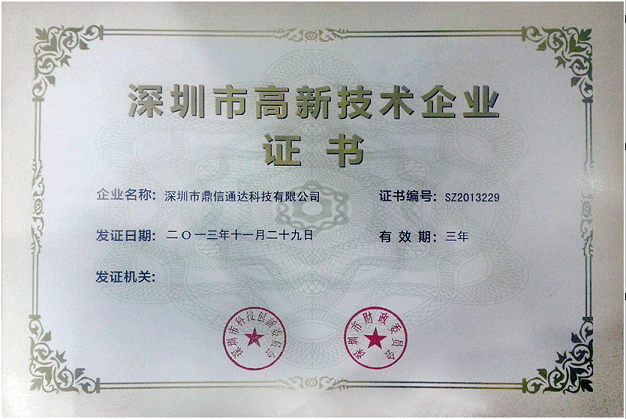 深圳市高新技术企业
证书
企业名称: 深圳市鼎信通达科技有限公司 证书编号: SZ2013229
发证日期: 二〇一三年十一月二十九日 有效期: 三年
发证机关:
深圳市科技创新委员会
深圳市财政委员会